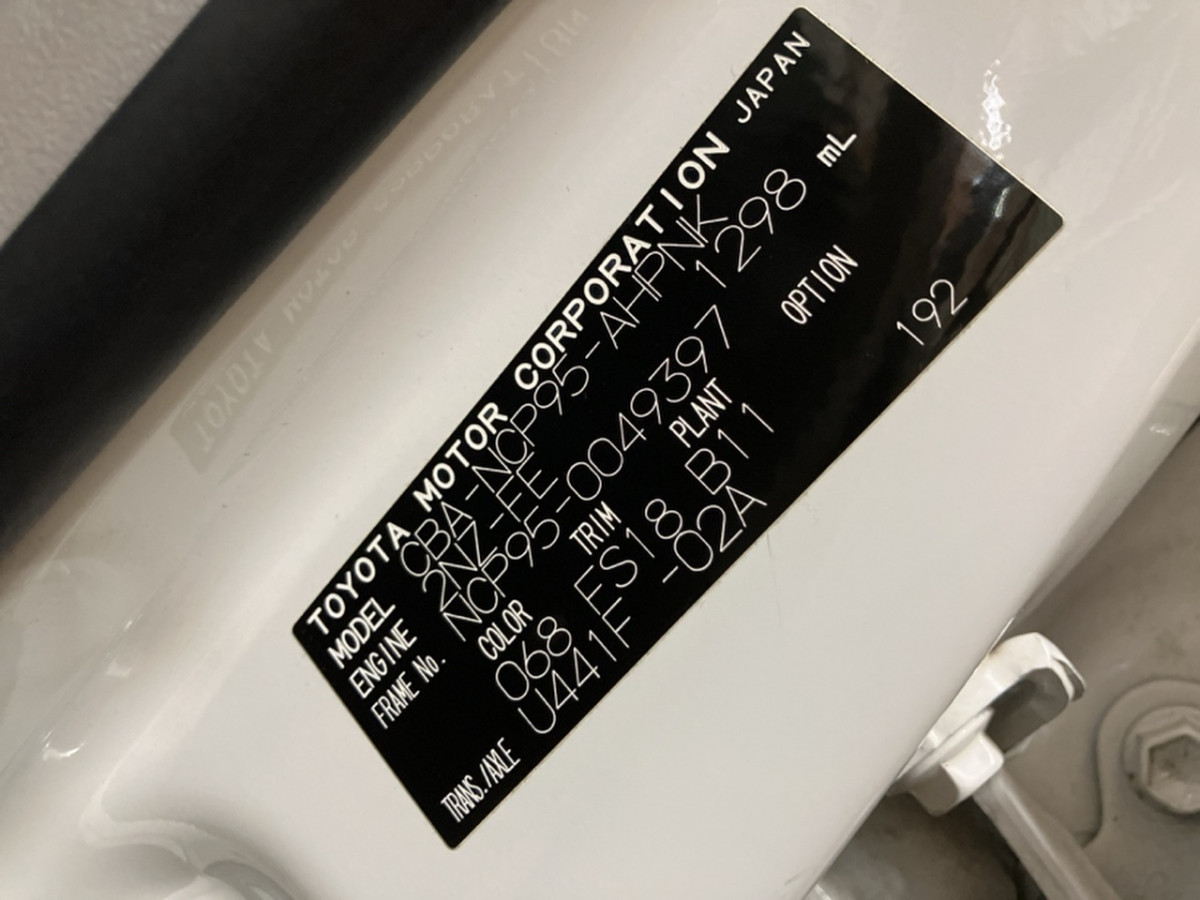 TOYOTA MOTOR CORPORATION JAPAN
MODEL CBA-NCP95-AHPNK
ENGINE 2NZ-FE 1298 mL
FRAME No. NCP95-0049397
COLOR TRIM PLANT OPTION
068 FS18 B11 192
TRANS./AXLE U441F -02A